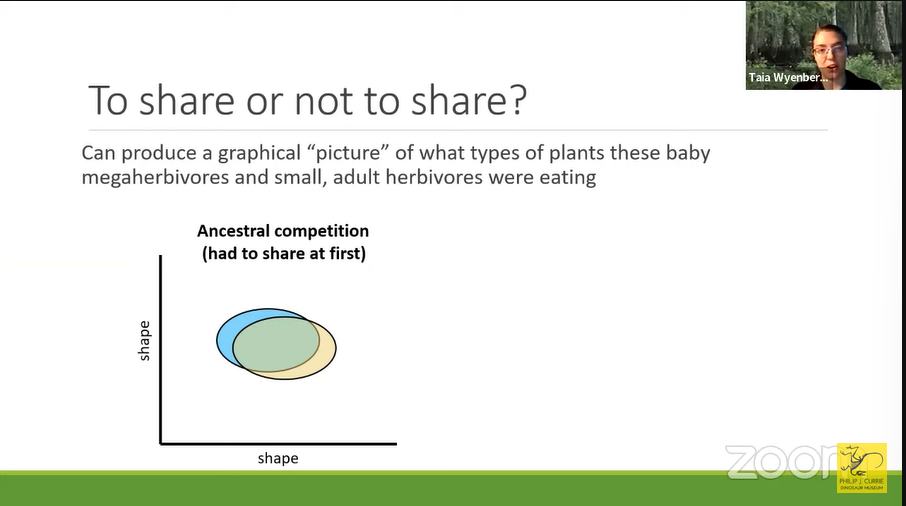 Taia Wyenber...
To share or not to share?
Can produce a graphical “picture” of what types of plants these baby
megaherbivores and small, adult herbivores were eating
Ancestral competition
(had to share at first)
shape
shape
zoom
PHILIP J. CURRIE
DINOSAUR MUSEUM